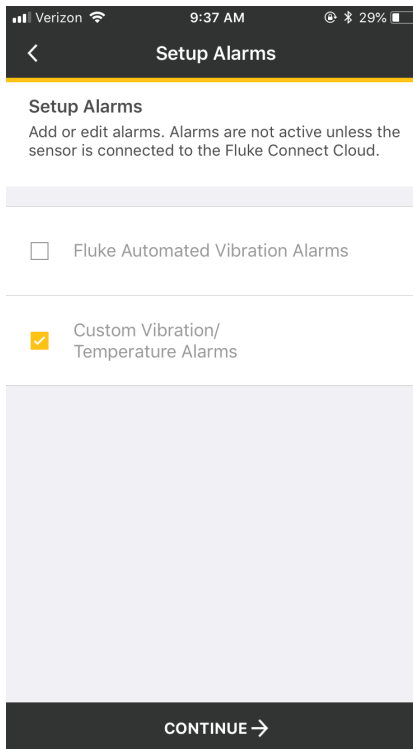 Verizon 9:37 AM 29%
Setup Alarms
Setup Alarms
Add or edit alarms. Alarms are not active unless the
sensor is connected to the Fluke Connect Cloud.
Fluke Automated Vibration Alarms
Custom Vibration/
Temperature Alarms
CONTINUE